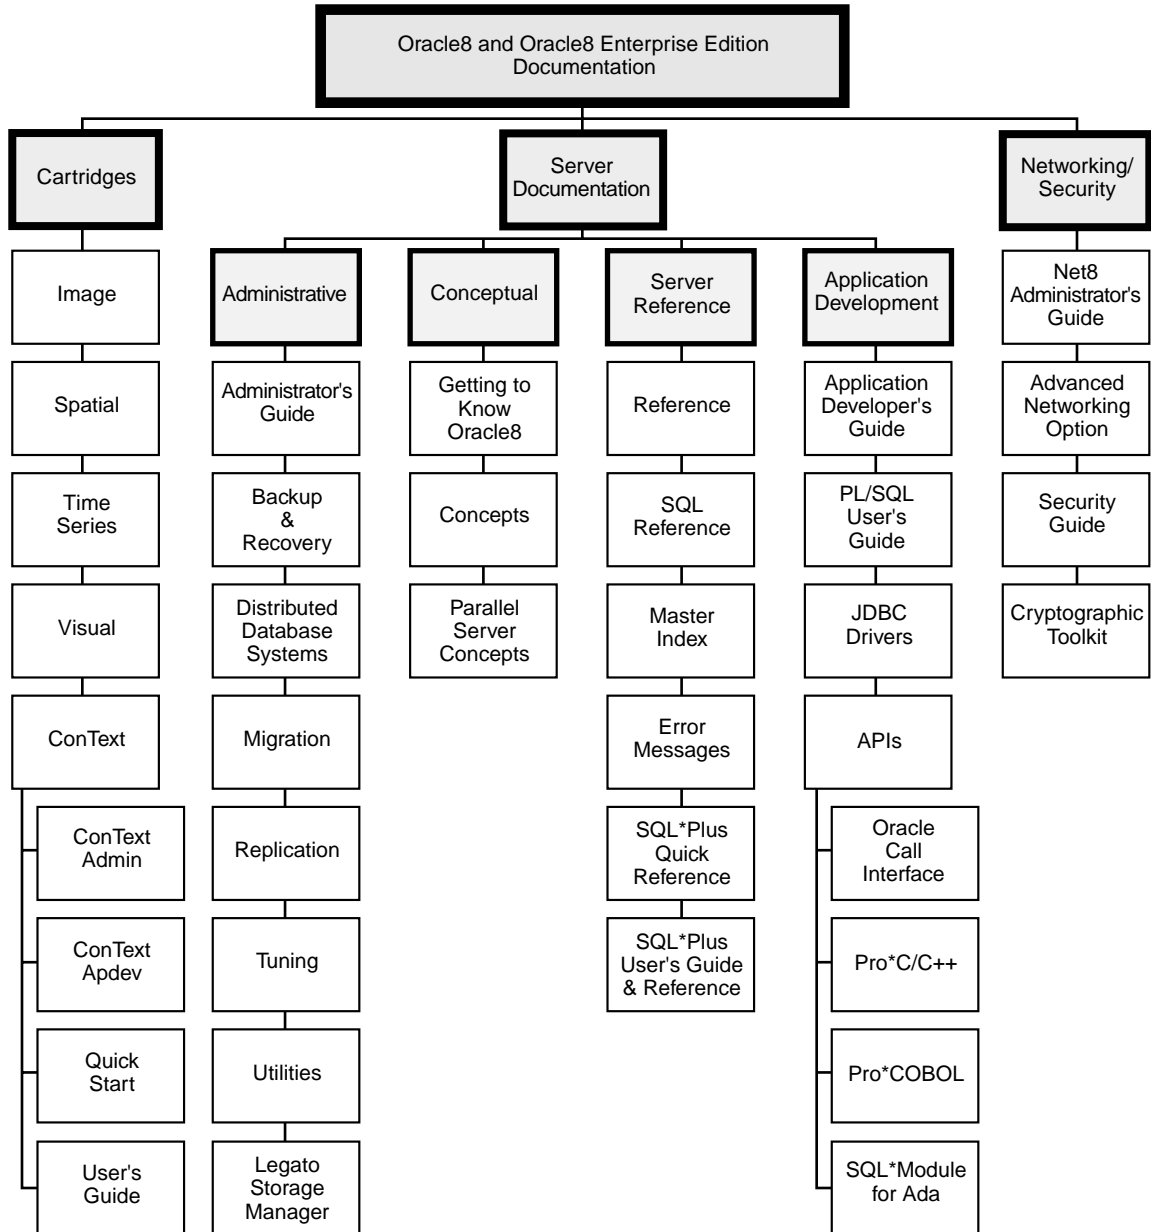 Oracle8 and Oracle8 Enterprise Edition
Documentation
Cartridges
Server
Documentation
Networking/
Security
Image
Administrative
Conceptual
Server
Reference
Application
Development
Net8
Administrator's
Guide
Spatial
Administrator's
Guide
Getting to
Know
Oracle8
Reference
Application
Developer's
Guide
Advanced
Networking
Option
Time
Series
Backup
&
Recovery
Concepts
SQL
Reference
PL/SQL
User's
Guide
Security
Guide
Visual
Distributed
Database
Systems
Parallel
Server
Concepts
Master
Index
JDBC
Drivers
Cryptographic
Toolkit
ConText
Migration
Error
Messages
APIs
ConText
Admin
Replication
SQL*Plus
Quick
Reference
Oracle
Call
Interface
ConText
Apdev
Tuning
SQL*Plus
User's Guide
& Reference
Pro*C/C++
Quick
Start
Utilities
Pro*COBOL
User's
Guide
Legato
Storage
Manager
SQL*Module
for Ada